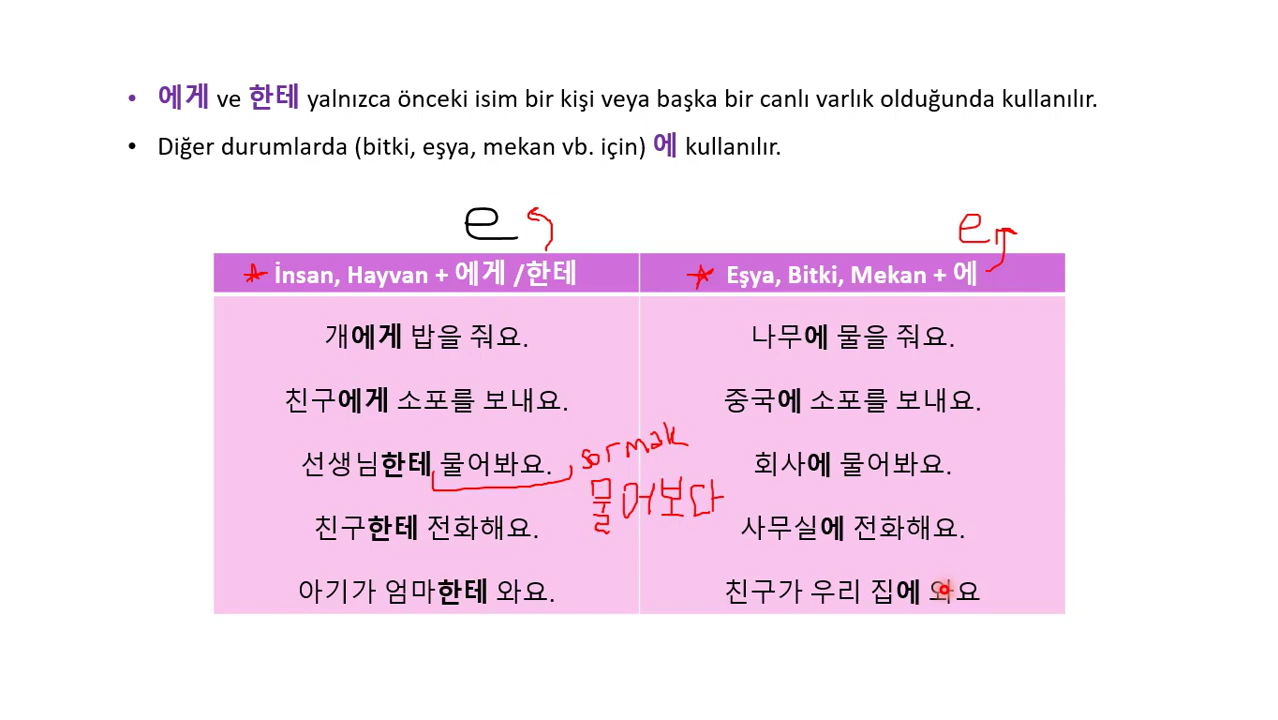 • 에게 ve 한테 yalnızca önceki isim bir kişi veya başka bir canlı varlık olduğunda kullanılır.
• Diğer durumlarda (bitki, eşya, mekan vb. için) 에 kullanılır.
e e
İnsan, Hayvan + 에게 /한테 Eşya, Bitki, Mekan + 에
개에게 밥을 줘요. 나무에 물을 줘요.
친구에게 소포를 보내요. 중국에 소포를 보내요.
선생님한테 물어봐요. sormak 회사에 물어봐요.
물어보다
친구한테 전화해요. 사무실에 전화해요.
아기가 엄마한테 와요. 친구가 우리 집에 와요